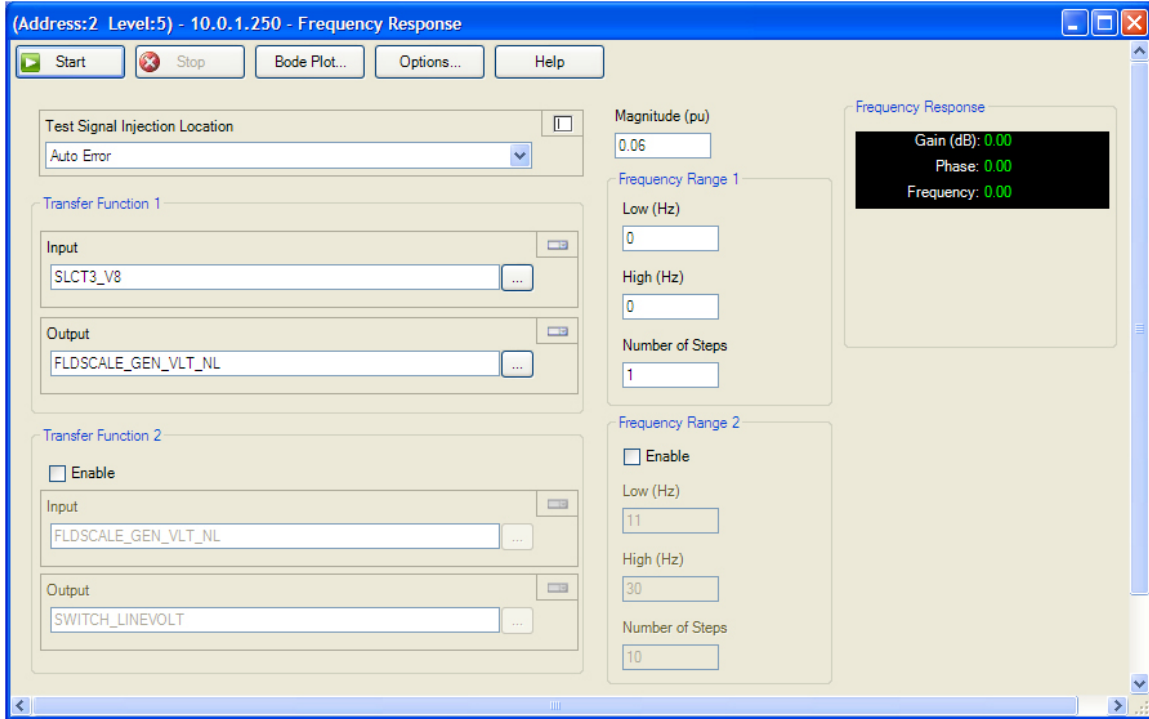 (Address:2 Level:5) - 10.0.1.250 - Frequency Response
Start
Stop
Bode Plot...
Options...
Help
Test Signal Injection Location
Auto Error
Transfer Function 1
Input
SLCT3_V8
...
Output
FLDSCALE_GEN_VLT_NL
...
Transfer Function 2
Enable
Input
FLDSCALE_GEN_VLT_NL
...
Output
SWITCH_LINEVOLT
...
Magnitude (pu)
0.06
Frequency Range 1
Low (Hz)
0
High (Hz)
0
Number of Steps
1
Frequency Range 2
Enable
Low (Hz)
11
High (Hz)
30
Number of Steps
10
Frequency Response
Gain (dB): 0.00
Phase: 0.00
Frequency: 0.00